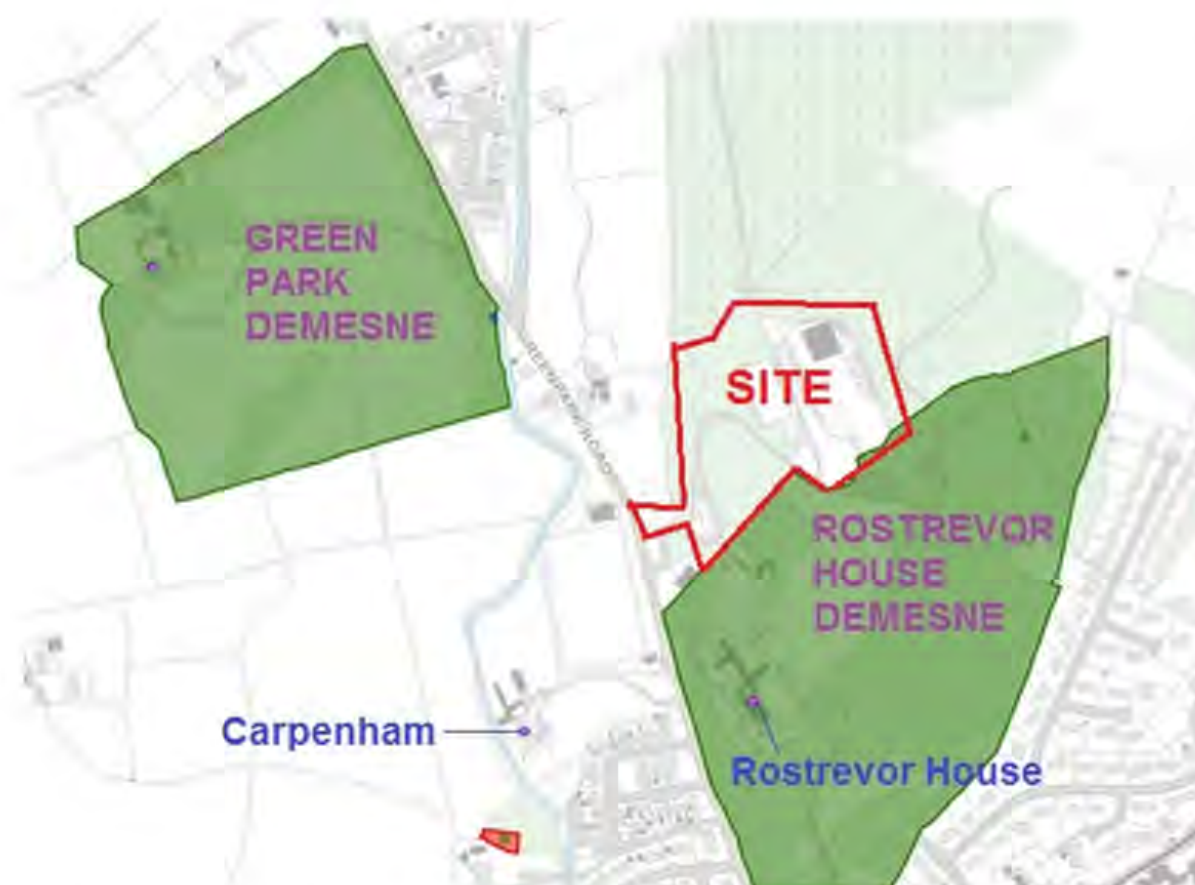 GREEN
PARK
DEMESNE
SITE
ROSTREVOR
HOUSE
DEMESNE
Carpenham
Rostrevor House